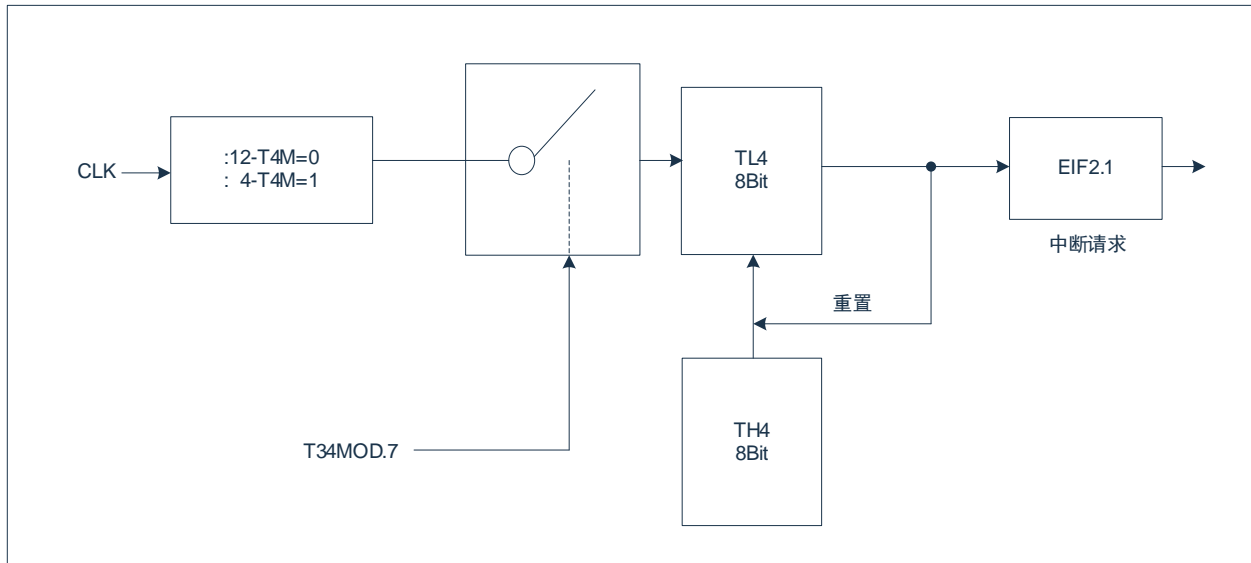 CLK
:12-T4M=0
: 4-T4M=1
TL4
8Bit
EIF2.1
中断请求
重置
TH4
8Bit
T34MOD.7